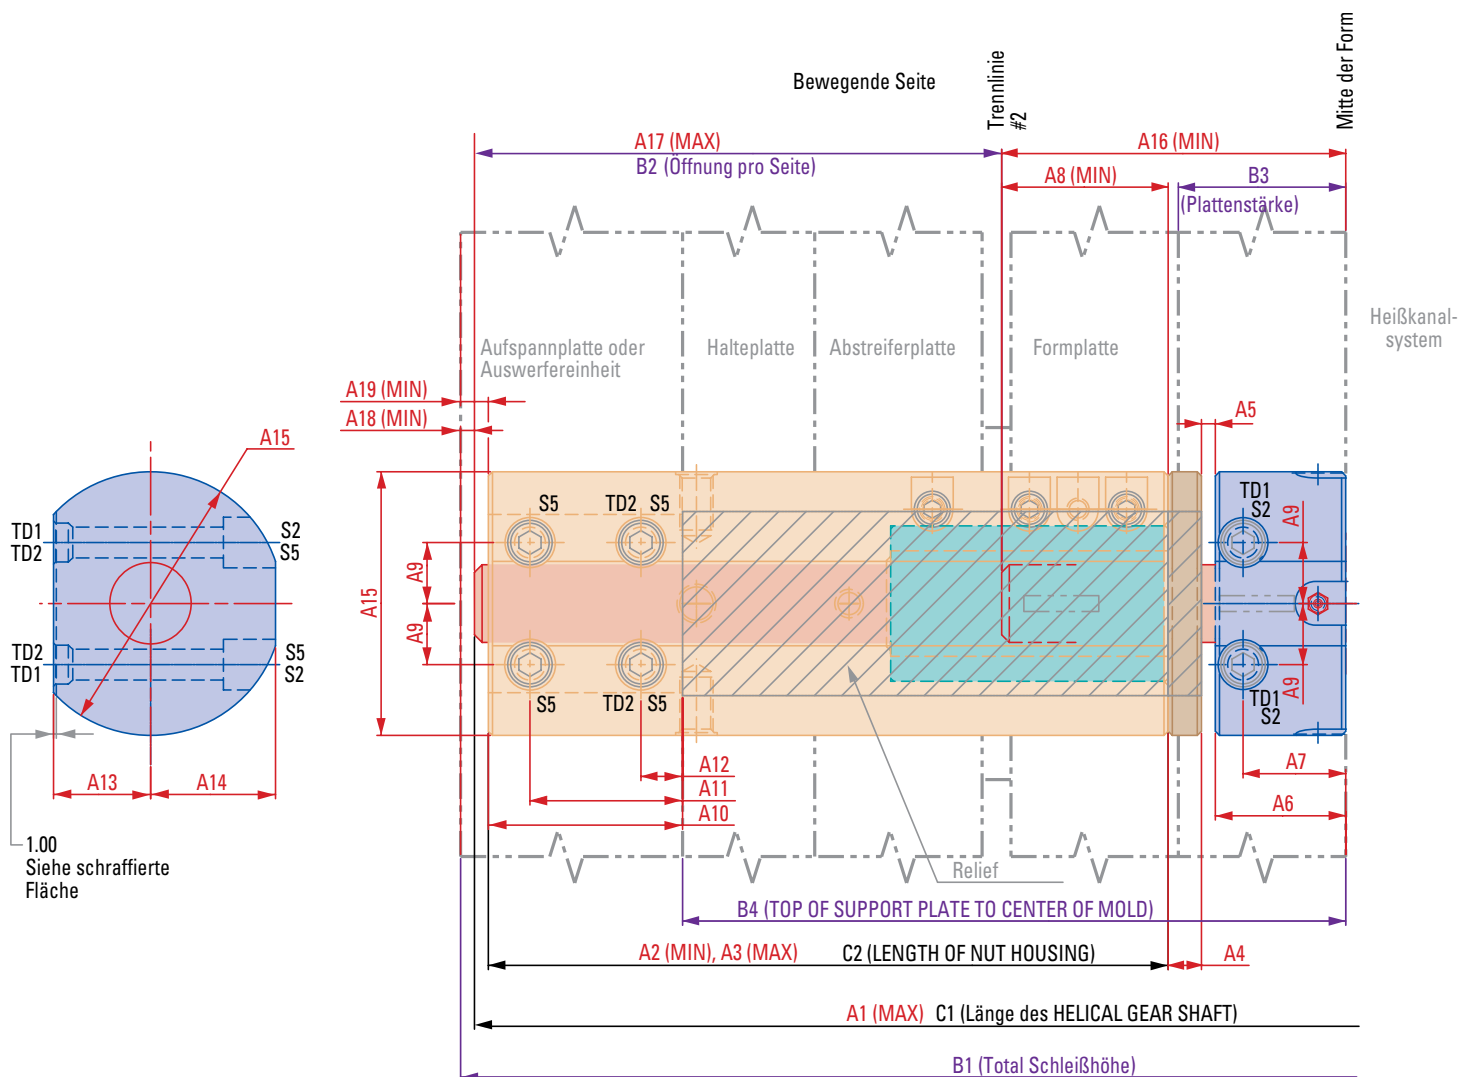 Bewegende Seite
Trennlinie
#2
Mitte der Form
A17 (MAX)
B2 (Öffnung pro Seite)
A16 (MIN)
A8 (MIN)
B3
(Plattenstärke)
Heißkanal-
system
Aufspannplatte oder
Auswerfereinheit
Halteplatte
Abstreiferplatte
Formplatte
A19 (MIN)
A18 (MIN)
A5
A15
TD1
TD2
S2
S5
TD2
TD1
S5
S2
A13
A14
1.00
Siehe schraffierte
Fläche
A15
A9
A9
S5
TD2
S5
S5
TD2
S5
TD1
S2
A9
A9
TD1
S2
A12
A11
A10
A7
A6
Relief
B4 (TOP OF SUPPORT PLATE TO CENTER OF MOLD)
A2 (MIN), A3 (MAX)
C2 (LENGTH OF NUT HOUSING)
A4
A1 (MAX)
C1 (Länge des HELICAL GEAR SHAFT)
B1 (Total Schleißhöhe)